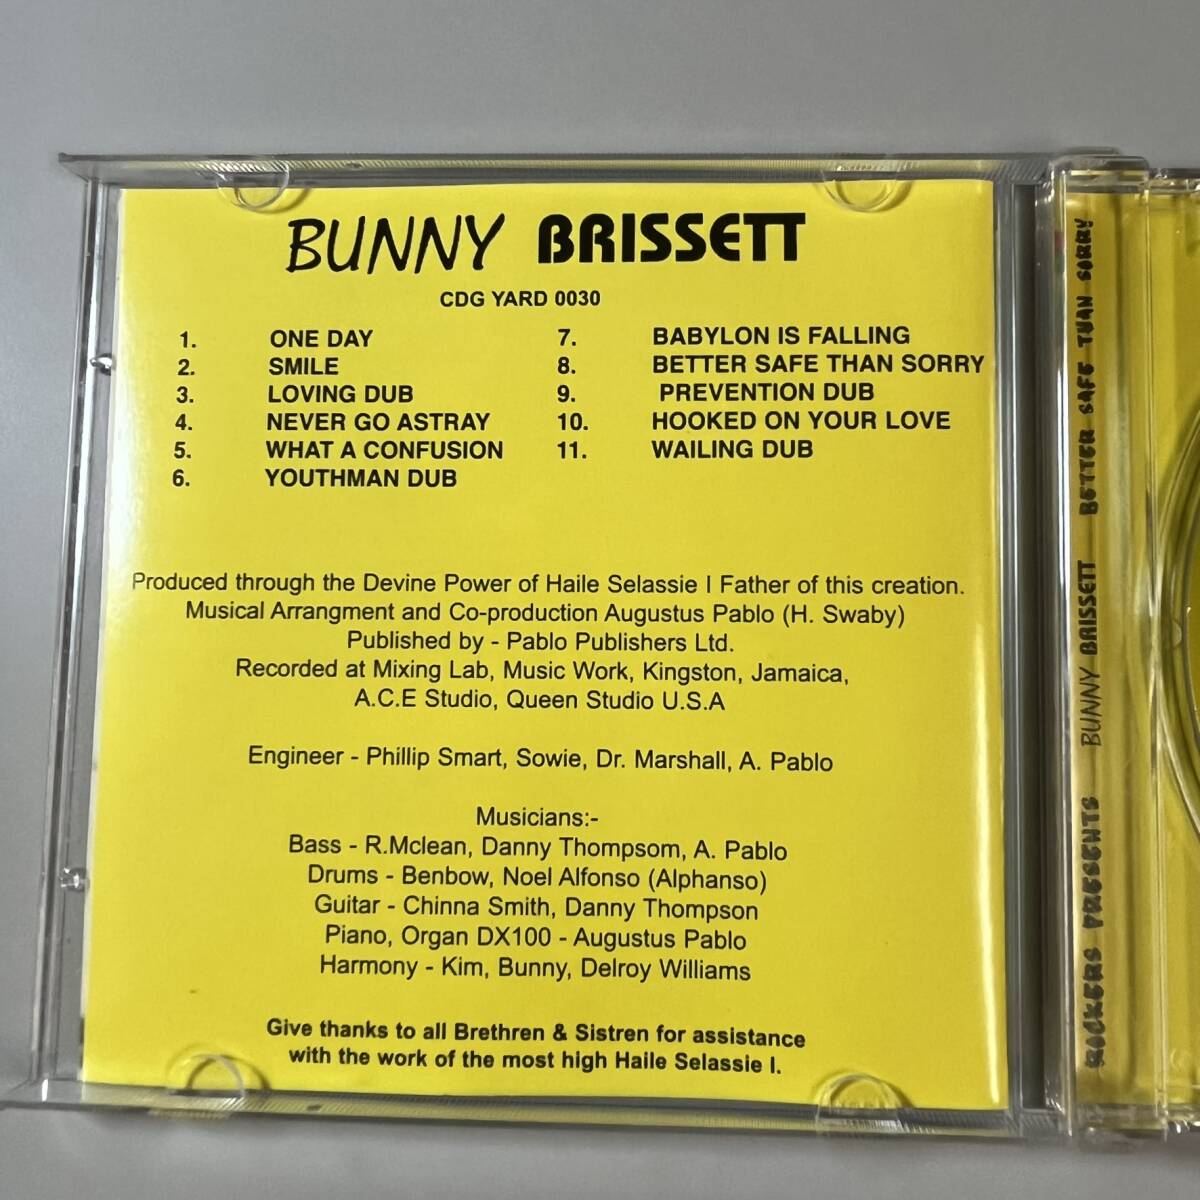 BUNNY BRISSETT
CDG YARD 0030
1. ONE DAY
2. SMILE
3. LOVING DUB
4. NEVER GO ASTRAY
5. WHAT A CONFUSION
6. YOUTHMAN DUB
7. BABYLON IS FALLING
8. BETTER SAFE THAN SORRY
9. PREVENTION DUB
10. HOOKED ON YOUR LOVE
11. WAILING DUB
Produced through the Devine Power of Haile Selassie I Father of this creation.
Musical Arrangment and Co-production Augustus Pablo (H. Swaby)
Published by - Pablo Publishers Ltd.
Recorded at Mixing Lab, Music Work, Kingston, Jamaica,
A.C.E Studio, Queen Studio U.S.A
Engineer - Phillip Smart, Sowie, Dr. Marshall, A. Pablo
Musicians:-
Bass - R.Mclean, Danny Thompsom, A. Pablo
Drums - Benbow, Noel Alfonso (Alphanso)
Guitar - Chinna Smith, Danny Thompson
Piano, Organ DX100 - Augustus Pablo
Harmony - Kim, Bunny, Delroy Williams
Give thanks to all Brethren & Sistren for assistance
with the work of the most high Haile Selassie I.
ROCKERS PRESENTS BUNNY BRISSETT BETTER SAFE THAN SORRY